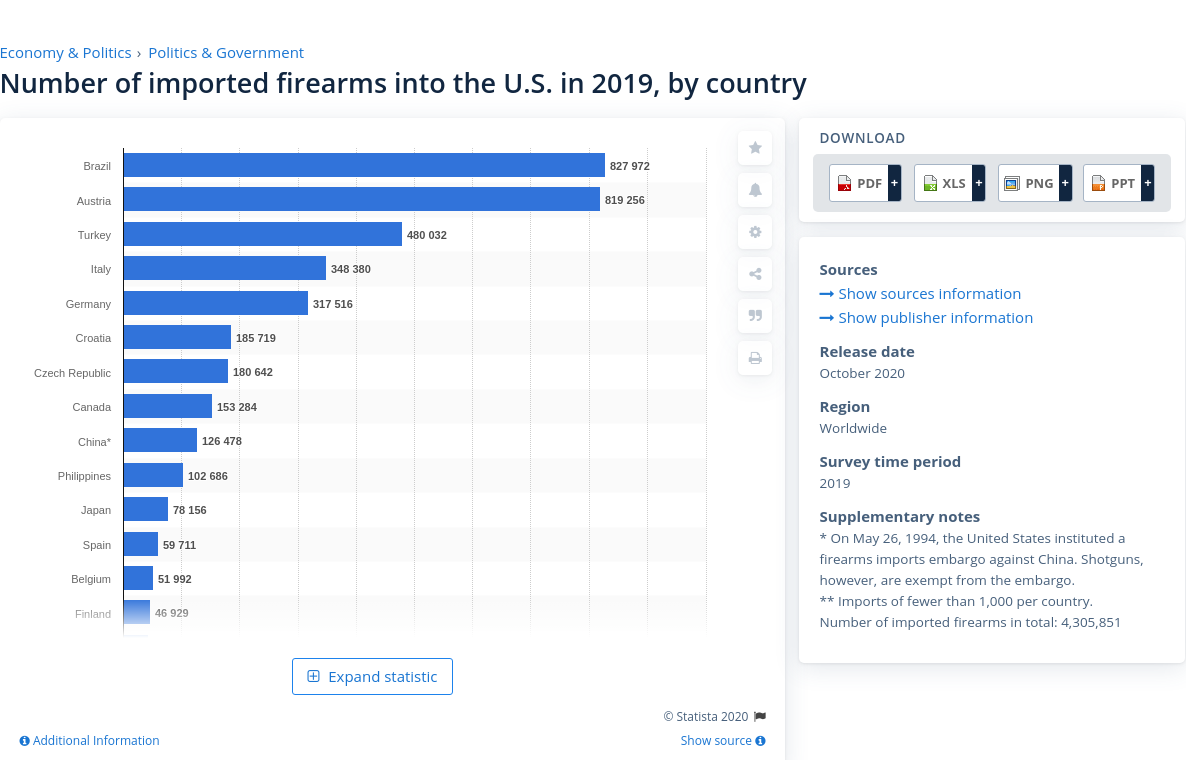 Economy & Politics › Politics & Government
Number of imported firearms into the U.S. in 2019, by country
Brazil 827 972
Austria 819 256
Turkey 480 032
Italy 348 380
Germany 317 516
Croatia 185 719
Czech Republic 180 642
Canada 153 284
China* 126 478
Philippines 102 686
Japan 78 156
Spain 59 711
Belgium 51 992
Finland 46 929
Expand statistic
© Statista 2020
Additional Information
Show source
DOWNLOAD
PDF + XLS + PNG + PPT +
Sources
Show sources information
Show publisher information
Release date
October 2020
Region
Worldwide
Survey time period
2019
Supplementary notes
* On May 26, 1994, the United States instituted a
firearms imports embargo against China. Shotguns,
however, are exempt from the embargo.
** Imports of fewer than 1,000 per country.
Number of imported firearms in total: 4,305,851